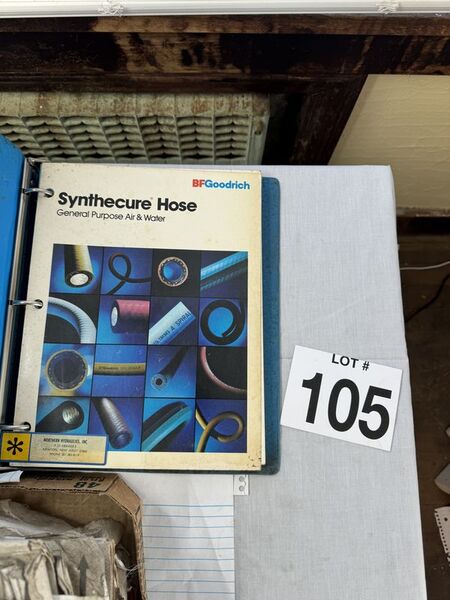 BFGoodrich
Synthecure Hose
General Purpose Air & Water
LOT #
105
NORTHERN HYDRAULICS, INC